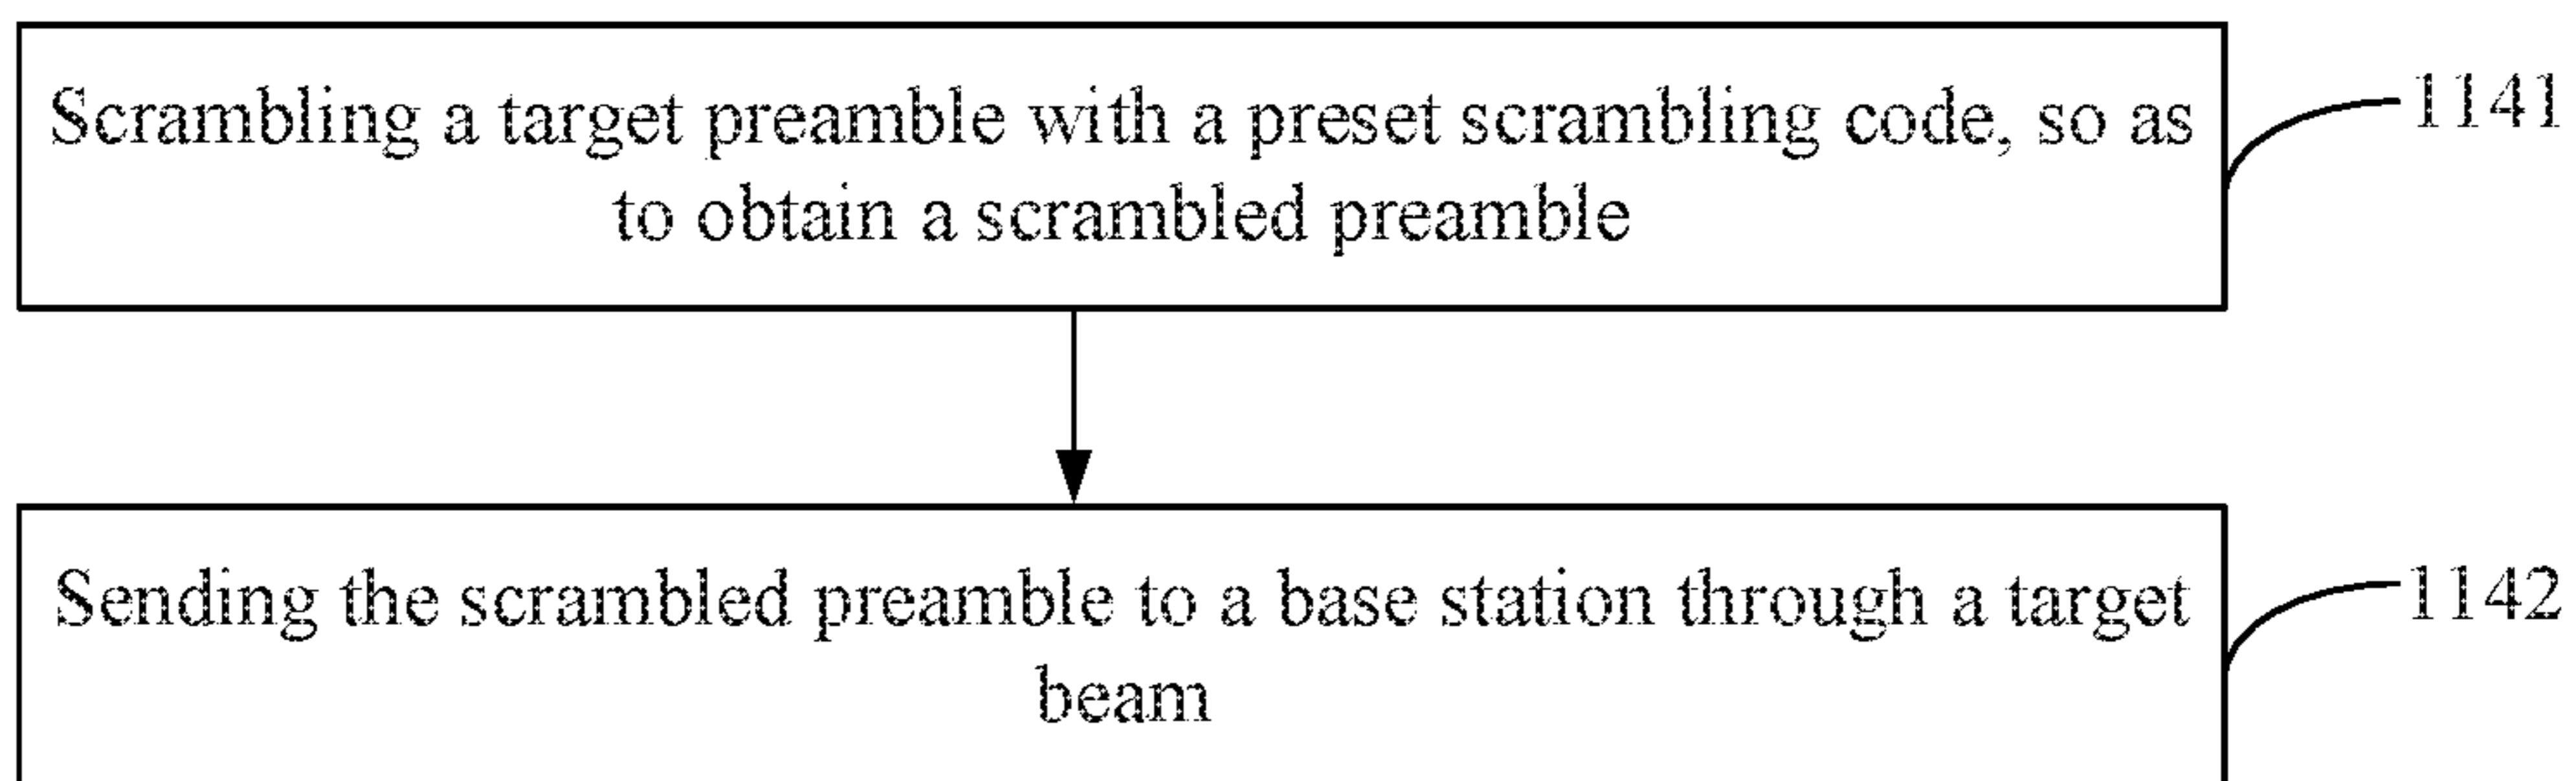 Scrambling a target preamble with a preset scrambling code, so as
to obtain a scrambled preamble
1141
Sending the scrambled preamble to a base station through a target
beam
1142